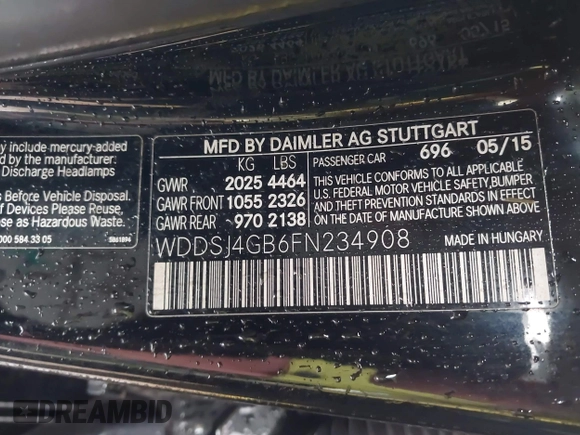 MFD BY DAIMLER AG STUTTGART
KG LBS
GVWR 2025 4464
GAWR FRONT 1055 2326
GAWR REAR 970 2138
PASSENGER CAR 696 05/15
THIS VEHICLE CONFORMS TO ALL APPLICABLE
U.S. FEDERAL MOTOR VEHICLE SAFETY, BUMPER
AND THEFT PREVENTION STANDARDS IN EFFECT
ON THE DATE OF MANUFACTURE SHOWN ABOVE.
WDDSJ4GB6FN234908
MADE IN HUNGARY
y include mercury-added
d by the manufacturer.
Discharge Headlamps
s Before Vehicle Disposal.
of Devices Please Reuse,
se as Hazardous Waste.
000 584 33 05
DREAMBID